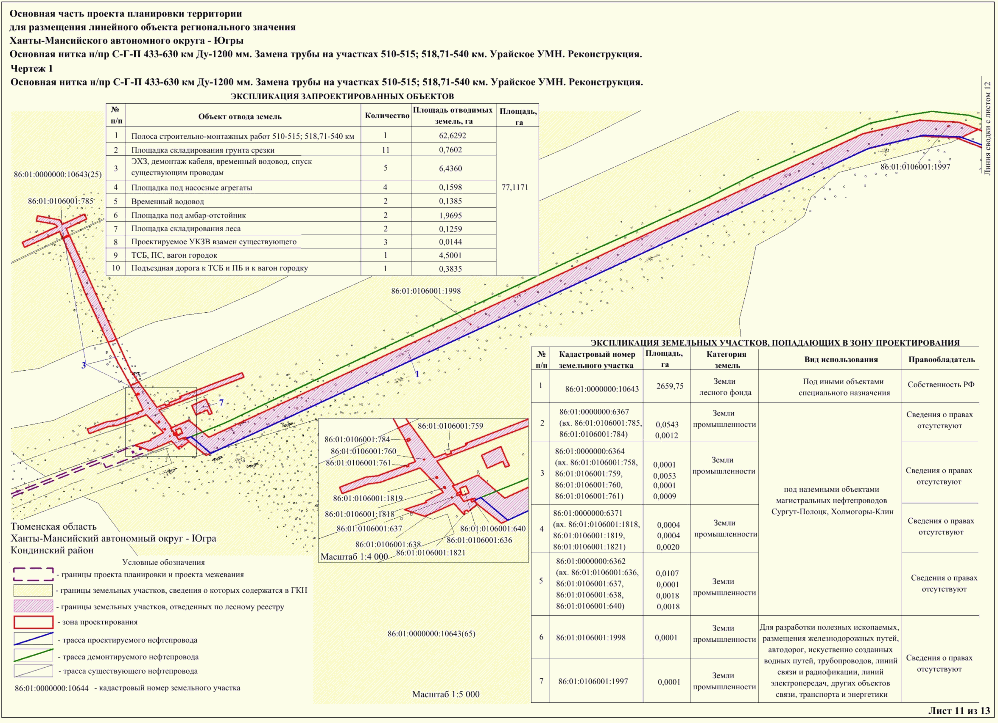 Основная часть проекта планировки территории
для размещения линейного объекта регионального значения
Ханты-Мансийского автономного округа - Югры
Основная нитка н/пр С-Г-П 433-630 км Ду-1200 мм. Замена трубы на участках 510-515; 518,71-540 км. Урайское УМН. Реконструкция.
Чертеж 1
Основная нитка н/пр С-Г-П 433-630 км Ду-1200 мм. Замена трубы на участках 510-515; 518,71-540 км. Урайское УМН. Реконструкция.
ЭКСПЛИКАЦИЯ ЗАПРОЕКТИРОВАННЫХ ОБЪЕКТОВ
№ п/п Объект отвода земель Количество Площадь отводимых земель, га Площадь, га
1 Полоса строительно-монтажных работ 510-515; 518,71-540 км 1 62,6292
2 Площадка складирования грунта срезки 11 0,7602
3 ЭХЗ, демонтаж кабеля, временный водовод, спуск
существующим проводам 5 6,4360
4 Площадка под насосные агрегаты 4 0,1598
77,1171
5 Временный водовод 2 0,1385
6 Площадка под амбар-отстойник 2 1,9695
7 Площадка складирования леса 2 0,1259
8 Проектируемое УКЗВ взамен существующего 3 0,0144
9 ТСБ, ПС, вагон городок 1 4,5001
10 Подъездная дорога к ТСБ и ПБ и к вагон городку 1 0,3835
Линия сводки с листом 12
86:01:0106001:1997
86:01:0000000:10643(25)
86:01:0106001:785
86:01:0106001:1998
3
1
7
86:01:0106001:759
86:01:0106001:784
86:01:0106001:760
86:01:0106001:761
86:01:0106001:1819
86:01:0106001:1818
86:01:0106001:637
86:01:0106001:640
86:01:0106001:636
86:01:0106001:638
86:01:0106001:1821
Масштаб 1:4 000
ЭКСПЛИКАЦИЯ ЗЕМЕЛЬНЫХ УЧАСТКОВ, ПОПАДАЮЩИХ В ЗОНУ ПРОЕКТИРОВАНИЯ
№ п/п Кадастровый номер земельного участка Площадь, га Категория земель Вид использования Правообладатель
1 86:01:0000000:10643 2659,75 Земли лесного фонда Под иными объектами специального назначения Собственность РФ
2 86:01:0000000:6367
(вх. 86:01:0106001:785, 0,0543
86:01:0106001:784) 0,0012
Земли промышленности
Сведения о правах отсутствуют
3 86:01:0000000:6364
(вх. 86:01:0106001:758, 0,0001
86:01:0106001:759, 0,0053
86:01:0106001:760, 0,0001
86:01:0106001:761) 0,0009
Земли промышленности
под наземными объектами
магистральных нефтепроводов
Сургут-Полоцк, Холмогоры-Клин
Сведения о правах отсутствуют
4 86:01:0000000:6371
(вх. 86:01:0106001:1818, 0,0004
86:01:0106001:1819, 0,0004
86:01:0106001:1821) 0,0020
Земли промышленности
Сведения о правах отсутствуют
5 86:01:0000000:6362
(вх. 86:01:0106001:636, 0,0107
86:01:0106001:637, 0,0001
86:01:0106001:638, 0,0018
86:01:0106001:640) 0,0018
Земли промышленности
Сведения о правах отсутствуют
6 86:01:0106001:1998 0,0001 Земли промышленности
Для разработки полезных ископаемых,
размещения железнодорожных путей,
автодорог, искуственно созданных
водных путей, трубопроводов, линий
связи и радиофикации, линий
электропередач, других объектов
связи, транспорта и энергетики
Сведения о правах отсутствуют
7 86:01:0106001:1997 0,0001 Земли промышленности
Тюменская область
Ханты-Мансийский автономный округ - Югра
Кондинский район
Условные обозначения
- границы проекта планировки и проекта межевания
- границы земельных участков, сведения о которых содержатся в ГКН
- границы земельных участков, отведенных по лесному реестру
- зона проектирования
- трасса проектируемого нефтепровода
- трасса демонтируемого нефтепровода
- трасса существующего нефтепровода
86:01:0000000:10644 - кадастровый номер земельного участка
86:01:0000000:10643(65)
Масштаб 1:5 000
Лист 11 из 13